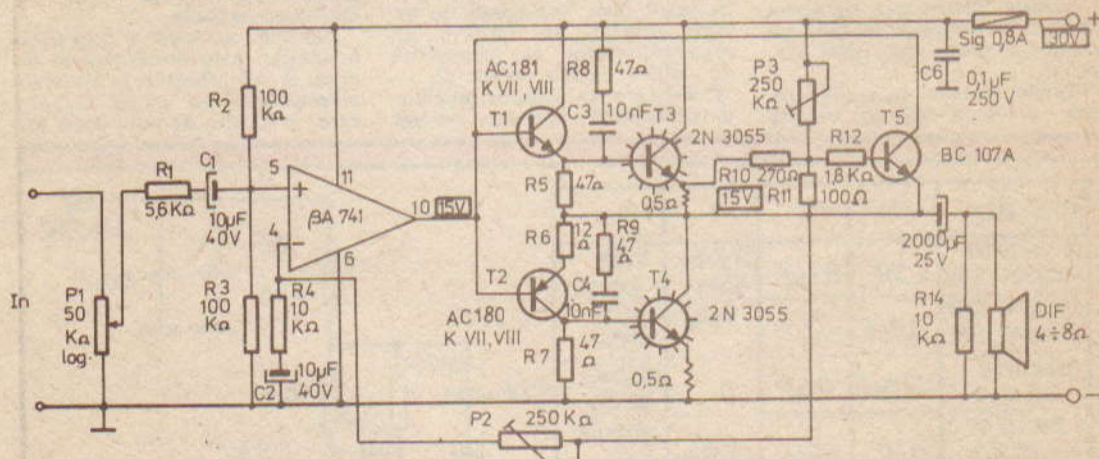 In
P1
50
KΩ
log.
R1
5,6 KΩ
C1
10µF
40V
R2
100
KΩ
R3
100
KΩ
5
+
4
−
βA 741
11
6
10
15V
R4
10
KΩ
10µF
40V
C2
AC181
K VII, VIII
T1
R8
47Ω
C3
10nF
T3
2N 3055
R5
47Ω
R6
12
Ω
R9
47
Ω
C4
10nF
T2
AC180
K VII, VIII
R7
47
Ω
T4
2N 3055
0,5Ω
0,5Ω
R10
270Ω
15V
R11
100Ω
P3
250
KΩ
R12
1,8 KΩ
T5
BC 107A
Sig 0,8A
30V
+
C6
0,1µF
250 V
2000 µF
25V
R14
10
KΩ
DIF
4÷8Ω
−
P2
250 KΩ